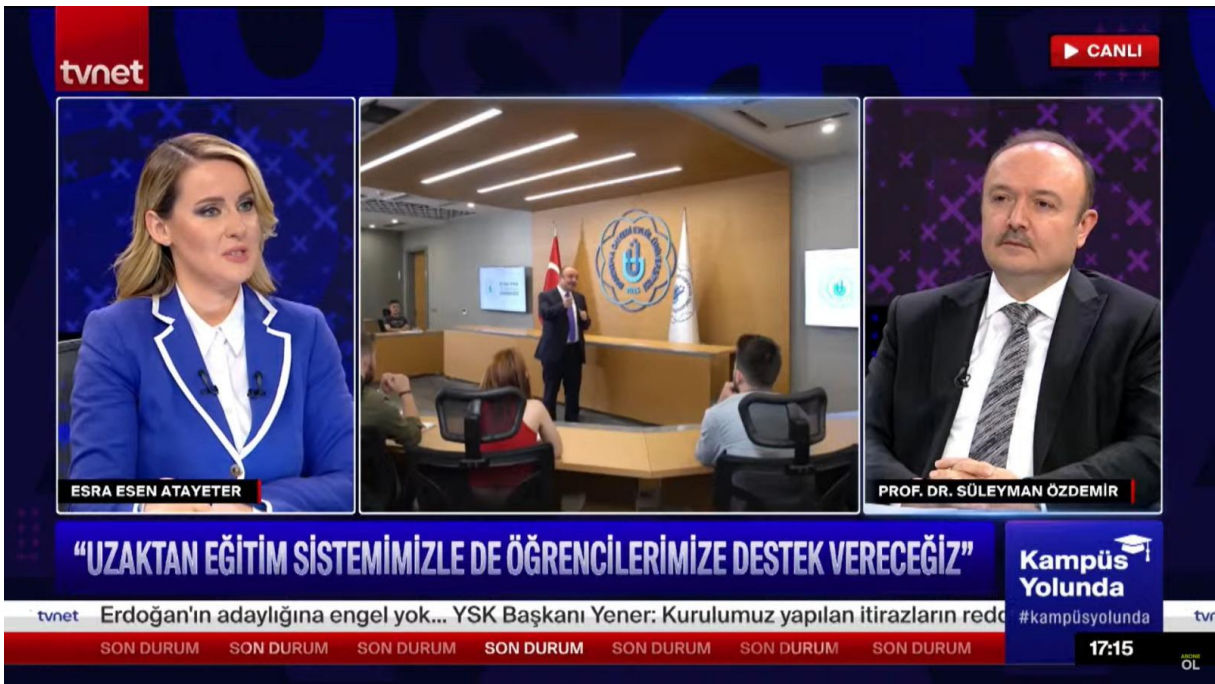 tvnet
CANLI
ESRA ESEN ATAYETER
PROF. DR. SÜLEYMAN ÖZDEMİR
“UZAKTAN EĞİTİM SİSTEMİMİZLE DE ÖĞRENCİLERİMİZE DESTEK VERECEĞİZ”
Kampüs
Yolunda
#kampüsyolunda
tvnet Erdoğan'ın adaylığına engel yok... YSK Başkanı Yener: Kurulumuz yapılan itirazların
SON DURUM SON DURUM SON DURUM SON DURUM SON DURUM SON DURUM SON DURUM
17:15
ABONE
OL